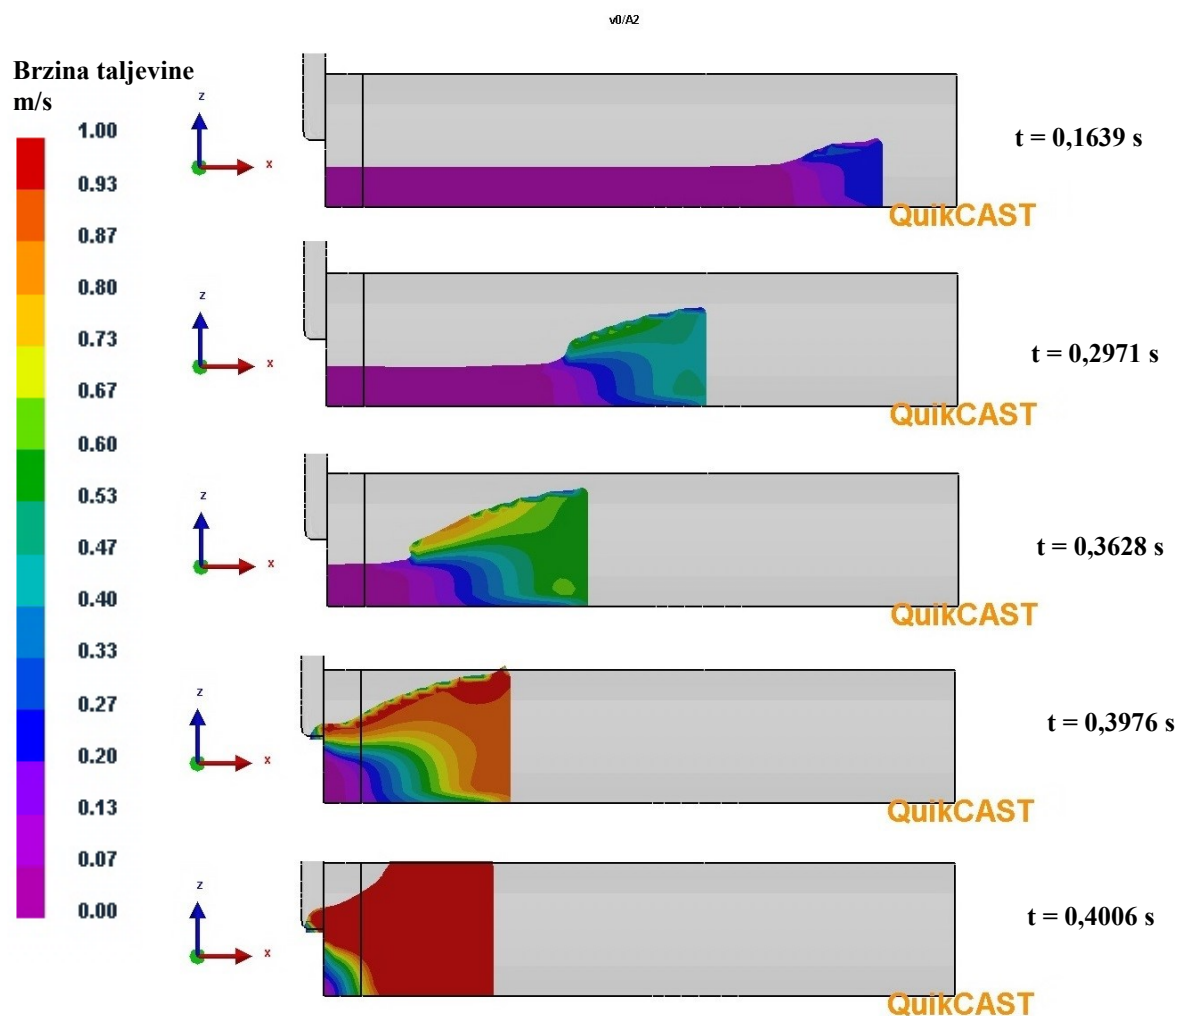 v0/A2
Brzina taljevine
m/s
1.00
0.93
0.87
0.80
0.73
0.67
0.60
0.53
0.47
0.40
0.33
0.27
0.20
0.13
0.07
0.00
z
x
t = 0,1639 s
QuikCAST
z
x
t = 0,2971 s
QuikCAST
z
x
t = 0,3628 s
QuikCAST
z
x
t = 0,3976 s
QuikCAST
z
x
t = 0,4006 s
QuikCAST